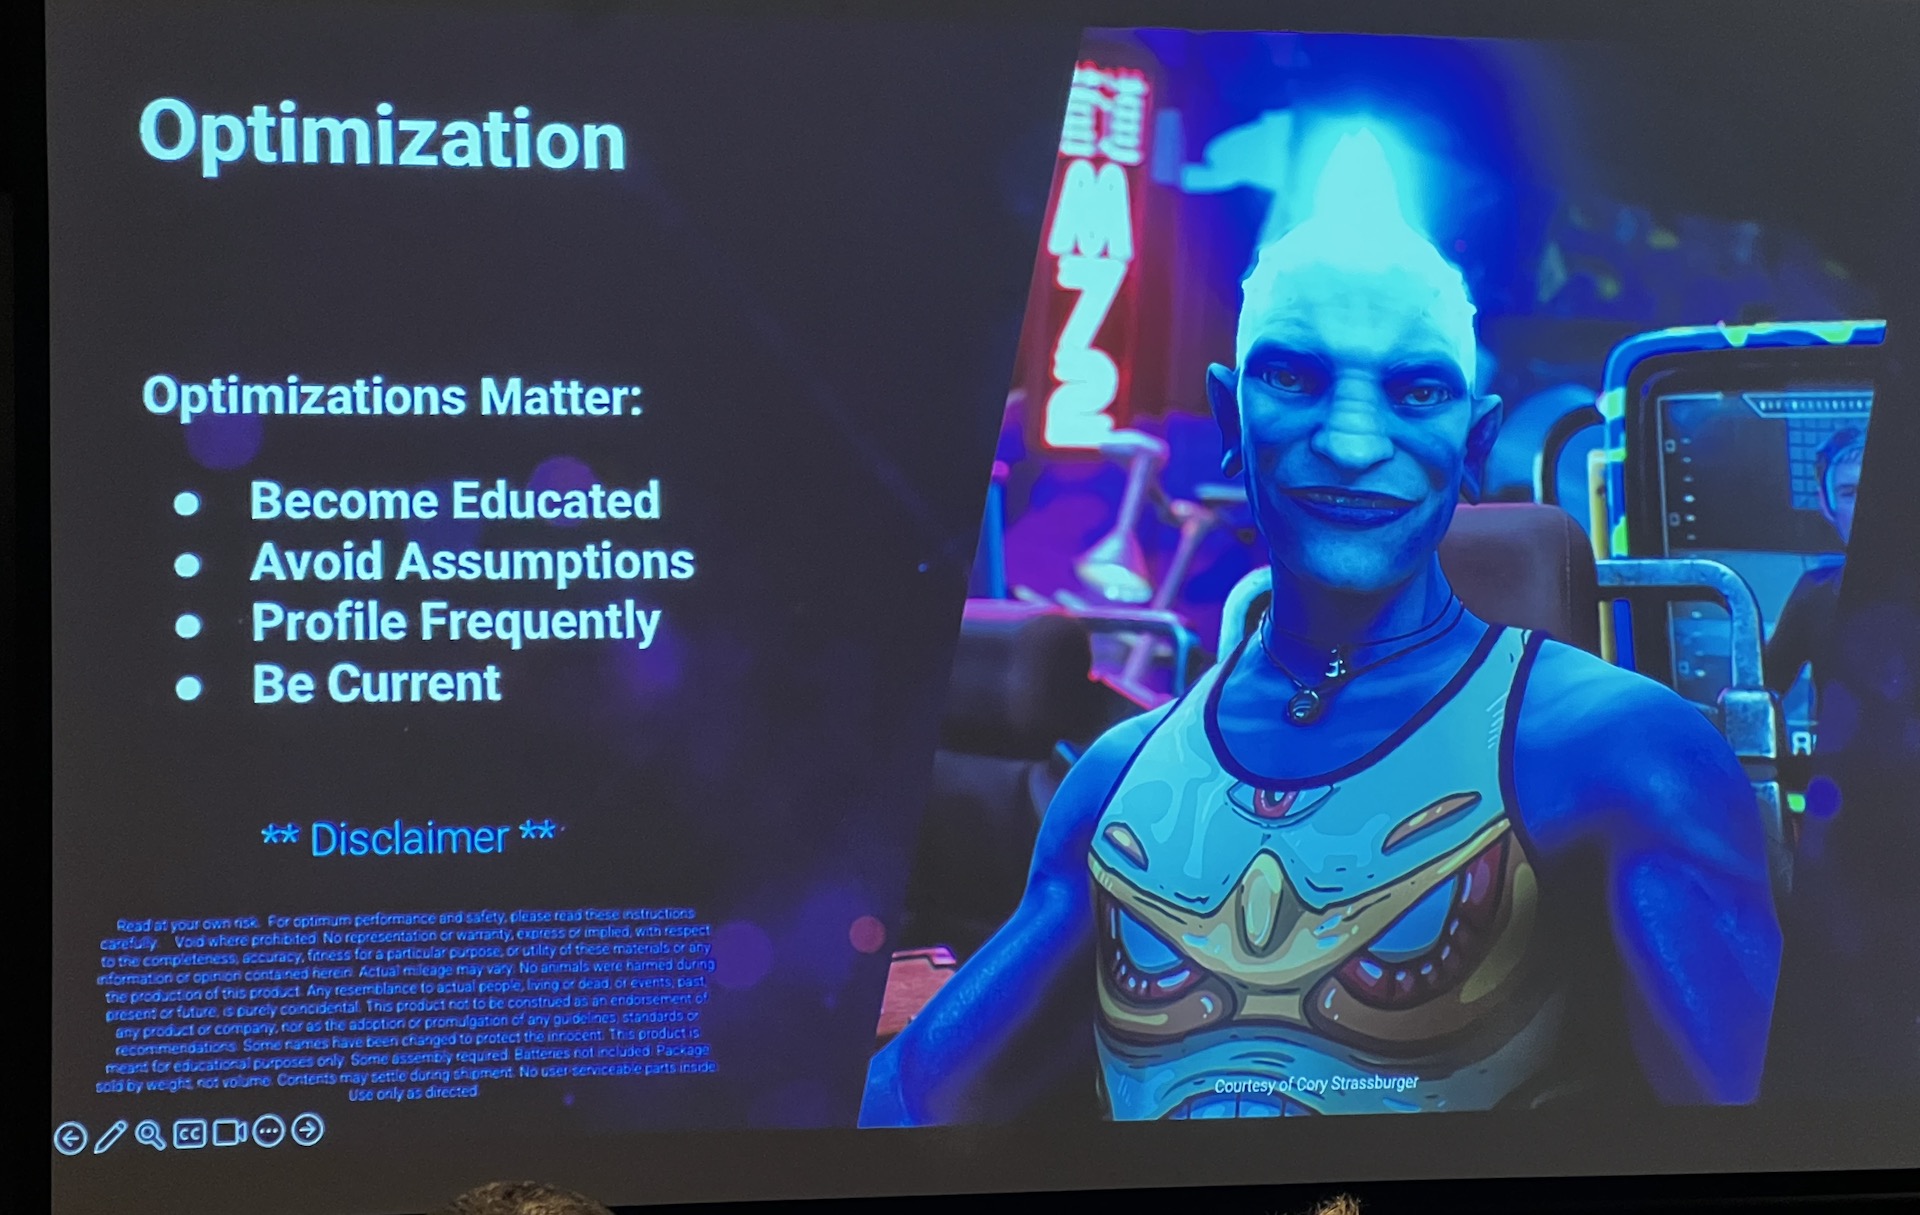 Optimization
Optimizations Matter:
● Become Educated
● Avoid Assumptions
● Profile Frequently
● Be Current
** Disclaimer **
Read at your own risk. For optimum performance and safety, please read these instructions
carefully. Void where prohibited. No representation or warranty, express or implied, with respect
to the completeness, accuracy, fitness for a particular purpose, or utility of these materials or any
information or opinion contained herein. Actual mileage may vary. No animals were harmed during
the production of this product. Any resemblance to actual people, living or dead, or events, past,
present or future, is purely coincidental. This product not to be construed as an endorsement of
any product or company, nor as the adoption or promulgation of any guidelines, standards or
recommendations. Some names have been changed to protect the innocent. This product is
meant for educational purposes only. Some assembly required. Batteries not included. Package
sold by weight, not volume. Contents may settle during shipment. No user-serviceable parts inside.
Use only as directed.
CC
Courtesy of Cory Strassburger